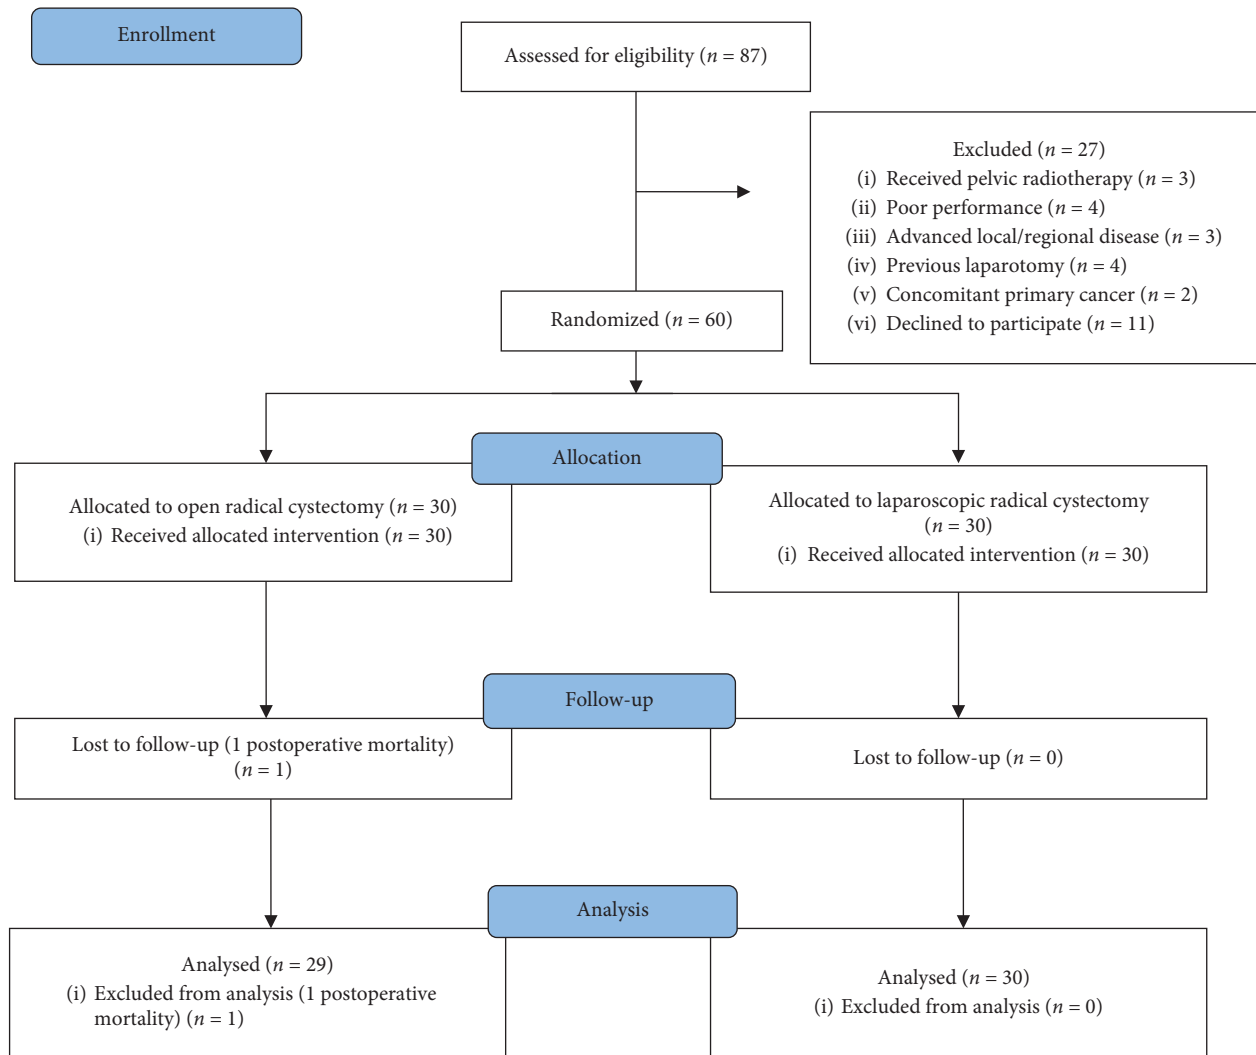 Enrollment
Assessed for eligibility (n = 87)
Excluded (n = 27)
(i) Received pelvic radiotherapy (n = 3)
(ii) Poor performance (n = 4)
(iii) Advanced local/regional disease (n = 3)
(iv) Previous laparotomy (n = 4)
(v) Concomitant primary cancer (n = 2)
(vi) Declined to participate (n = 11)
Randomized (n = 60)
Allocation
Allocated to open radical cystectomy (n = 30)
(i) Received allocated intervention (n = 30)
Allocated to laparoscopic radical cystectomy
(n = 30)
(i) Received allocated intervention (n = 30)
Follow-up
Lost to follow-up (1 postoperative mortality)
(n = 1)
Lost to follow-up (n = 0)
Analysis
Analysed (n = 29)
(i) Excluded from analysis (1 postoperative
mortality) (n = 1)
Analysed (n = 30)
(i) Excluded from analysis (n = 0)